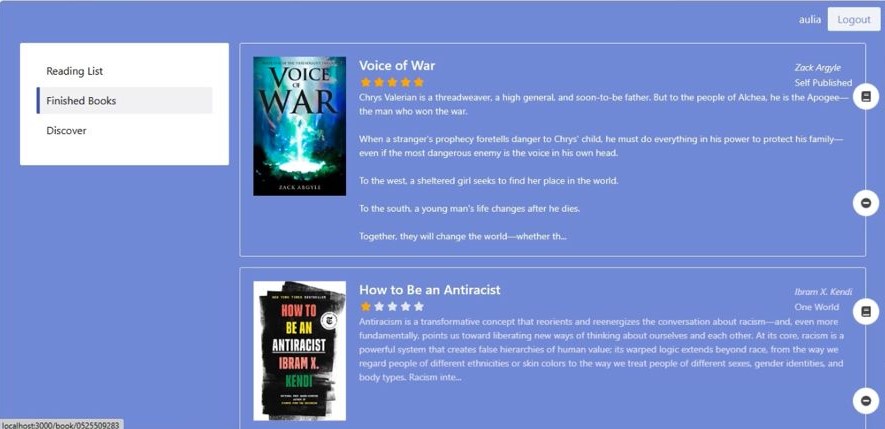 aulia Logout
Reading List
Finished Books
Discover
VOICE
OF
WAR
ZACK ARGYLE
Voice of War
Zack Argyle
Self Published
Chrys Valerian is a threadweaver, a high general, and soon-to-be father. But to the people of Alchea, he is the Apogee—
the man who won the war.
When a stranger's prophecy foretells danger to Chrys' child, he must do everything in his power to protect his family—
even if the most dangerous enemy is the voice in his own head.
To the west, a sheltered girl seeks to find her place in the world.
To the south, a young man's life changes after he dies.
Together, they will change the world—whether th...
HOW TO
BE AN
ANTIRACIST
IBRAM X.
KENDI
How to Be an Antiracist
Ibram X. Kendi
One World
Antiracism is a transformative concept that reorients and reenergizes the conversation about racism—and, even more
fundamentally, points us toward liberating new ways of thinking about ourselves and each other. At its core, racism is a
powerful system that creates false hierarchies of human value; its warped logic extends beyond race, from the way we
regard people of different ethnicities or skin colors to the way we treat people of different sexes, gender identities, and
body types. Racism inte...
localhost:3000/book/0525509283